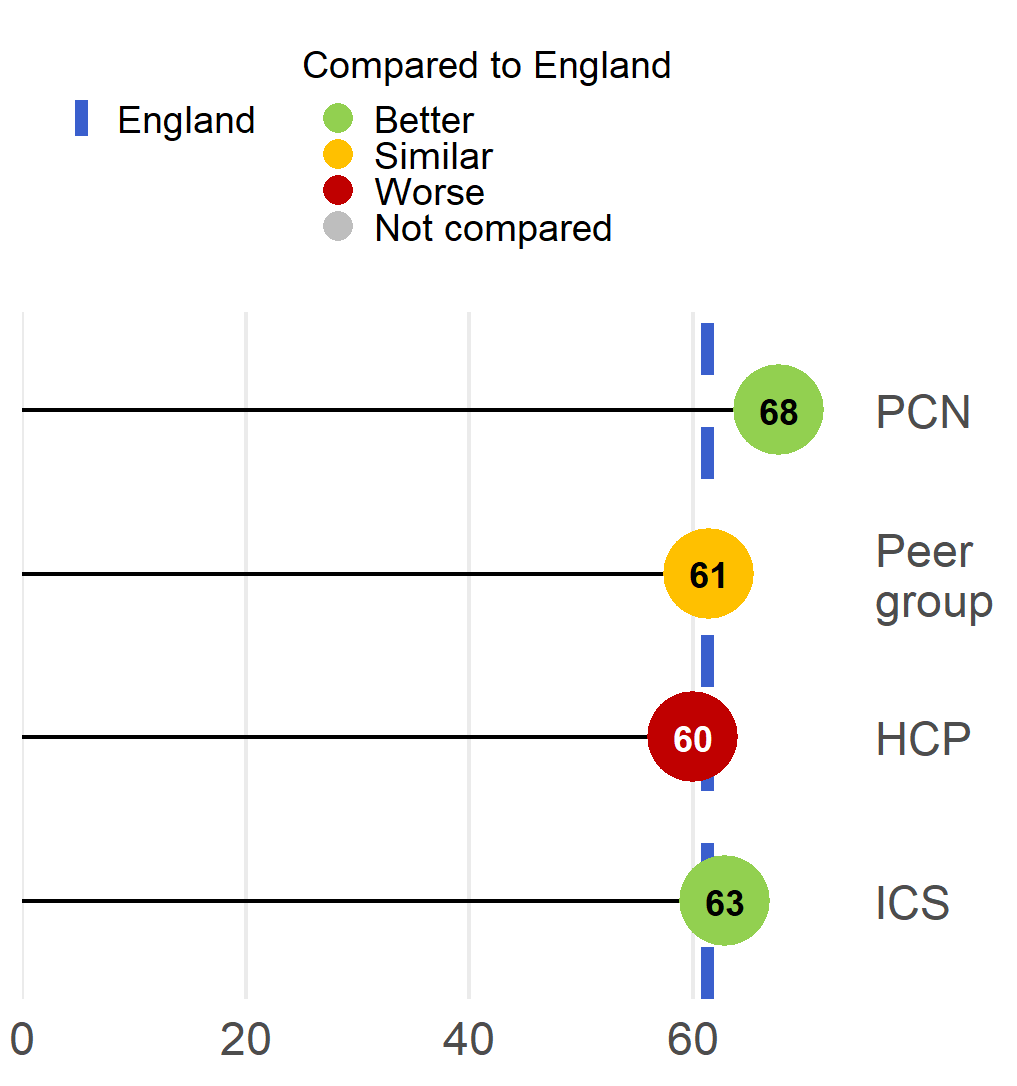 Compared to England
England
Better
Similar
Worse
Not compared
68
PCN
61
Peer
group
60
HCP
63
ICS
0 20 40 60